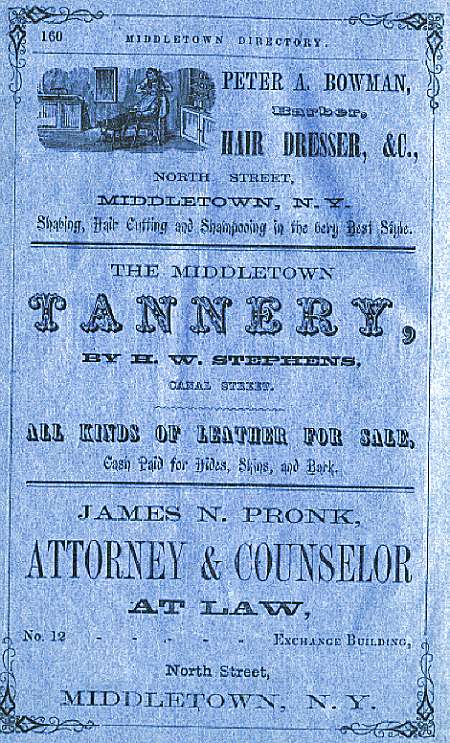 160 MIDDLETOWN DIRECTORY.
PETER A. BOWMAN,
Barber,
HAIR DRESSER, &C.,
NORTH STREET,
MIDDLETOWN, N. Y.
Shaving, Hair Cutting and Shampooing in the very Best Style.
THE MIDDLETOWN
TANNERY,
BY H. W. STEPHENS,
CANAL STREET.
ALL KINDS OF LEATHER FOR SALE.
Cash Paid for Hides, Skins, and Bark.
JAMES N. PRONK,
ATTORNEY & COUNSELOR
AT LAW,
No. 12 - - - - - EXCHANGE BUILDING,
North Street,
MIDDLETOWN, N. Y.